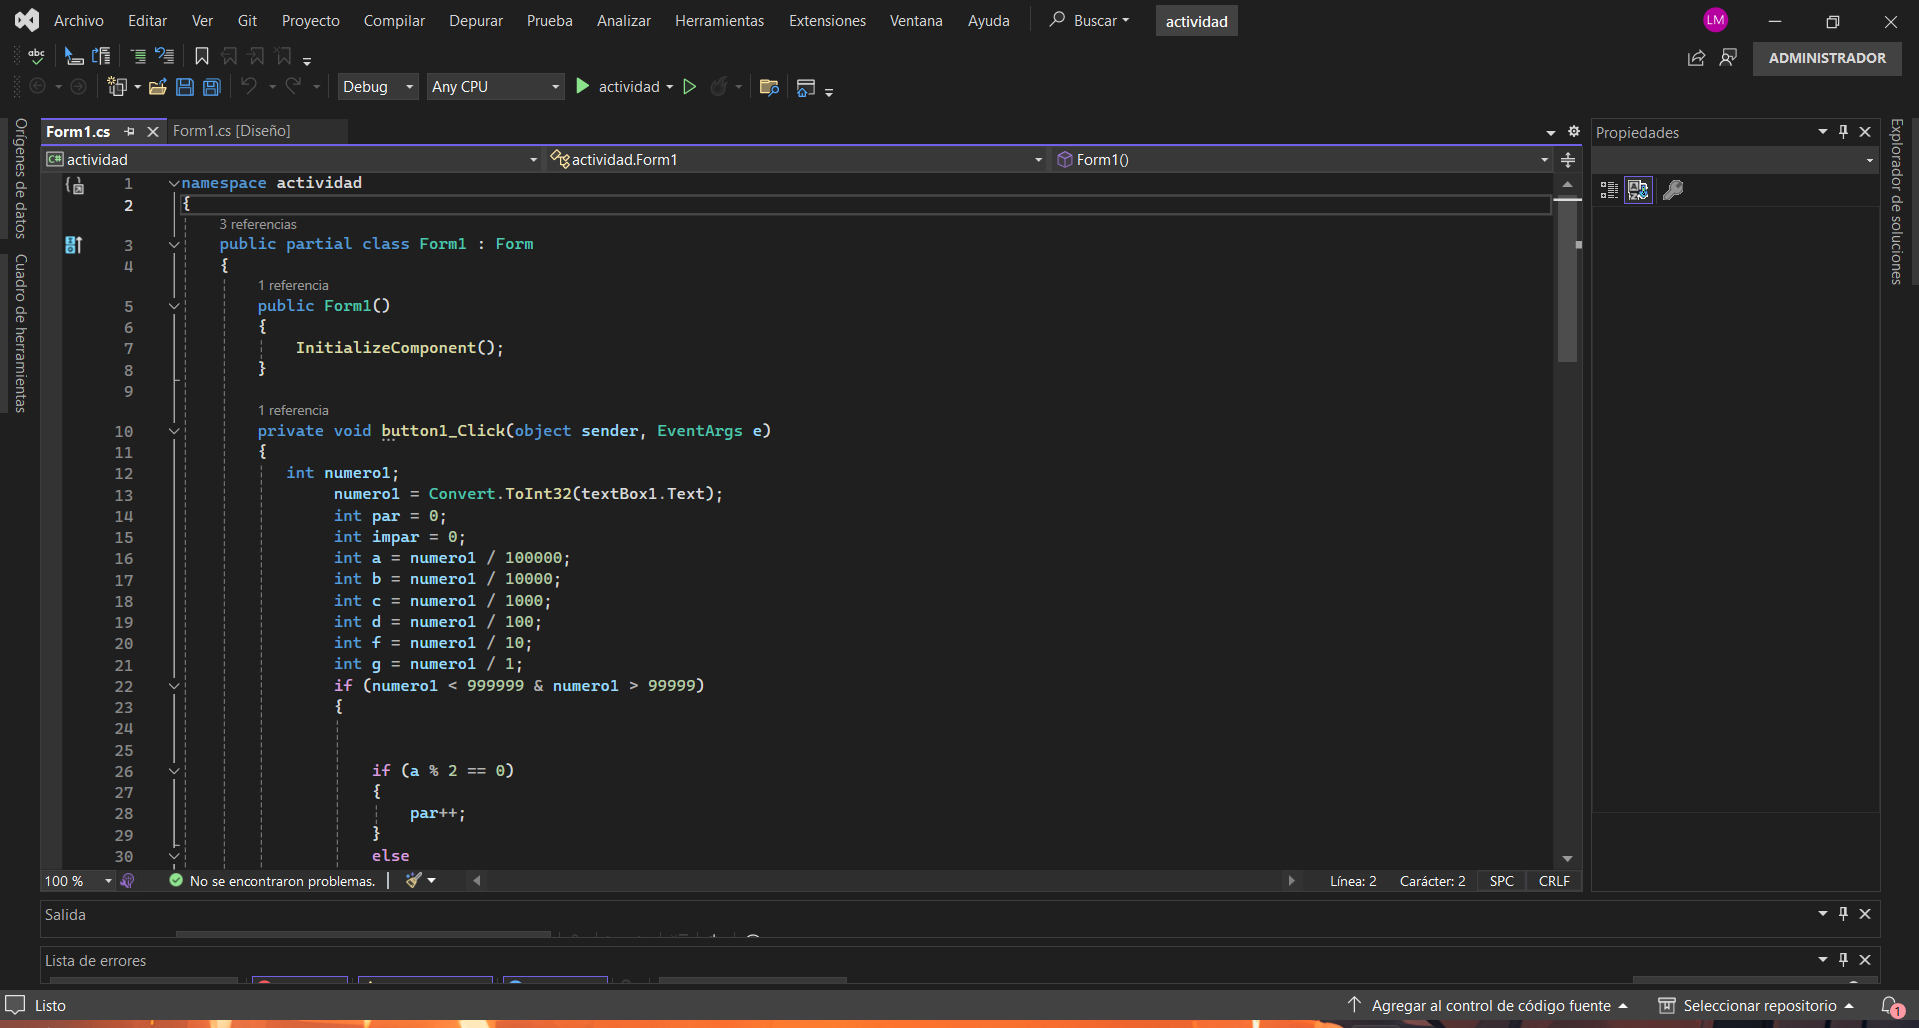 Archivo Editar Ver Git Proyecto Compilar Depurar Prueba Analizar Herramientas Extensiones Ventana Ayuda Buscar actividad LM
abc
ADMINISTRADOR
Debug Any CPU actividad
Orígenes de datos
Cuadro de herramientas
Form1.cs Form1.cs [Diseño]
C# actividad actividad.Form1 Form1()
1 namespace actividad
2 {
3 referencias
3 public partial class Form1 : Form
4 {
1 referencia
5 public Form1()
6 {
7 InitializeComponent();
8 }
9
1 referencia
10 private void button1_Click(object sender, EventArgs e)
11 {
12 int numero1;
13 numero1 = Convert.ToInt32(textBox1.Text);
14 int par = 0;
15 int impar = 0;
16 int a = numero1 / 100000;
17 int b = numero1 / 10000;
18 int c = numero1 / 1000;
19 int d = numero1 / 100;
20 int f = numero1 / 10;
21 int g = numero1 / 1;
22 if (numero1 < 999999 & numero1 > 99999)
23 {
24
25
26 if (a % 2 == 0)
27 {
28 par++;
29 }
30 else
100 % No se encontraron problemas. Línea: 2 Carácter: 2 SPC CRLF
Propiedades
Explorador de soluciones
Salida
Lista de errores
Listo Agregar al control de código fuente Seleccionar repositorio 1